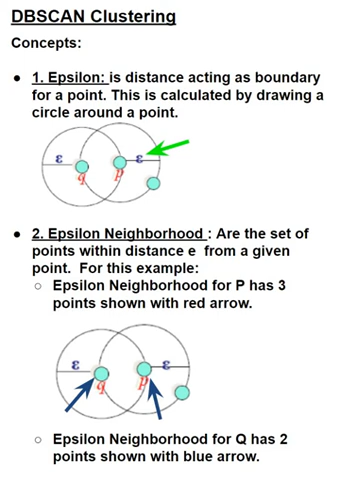 DBSCAN Clustering
Concepts:
● 1. Epsilon: is distance acting as boundary
for a point. This is calculated by drawing a
circle around a point.
ε q p ε
● 2. Epsilon Neighborhood : Are the set of
points within distance e from a given
point. For this example:
○ Epsilon Neighborhood for P has 3
points shown with red arrow.
ε q p ε
○ Epsilon Neighborhood for Q has 2
points shown with blue arrow.